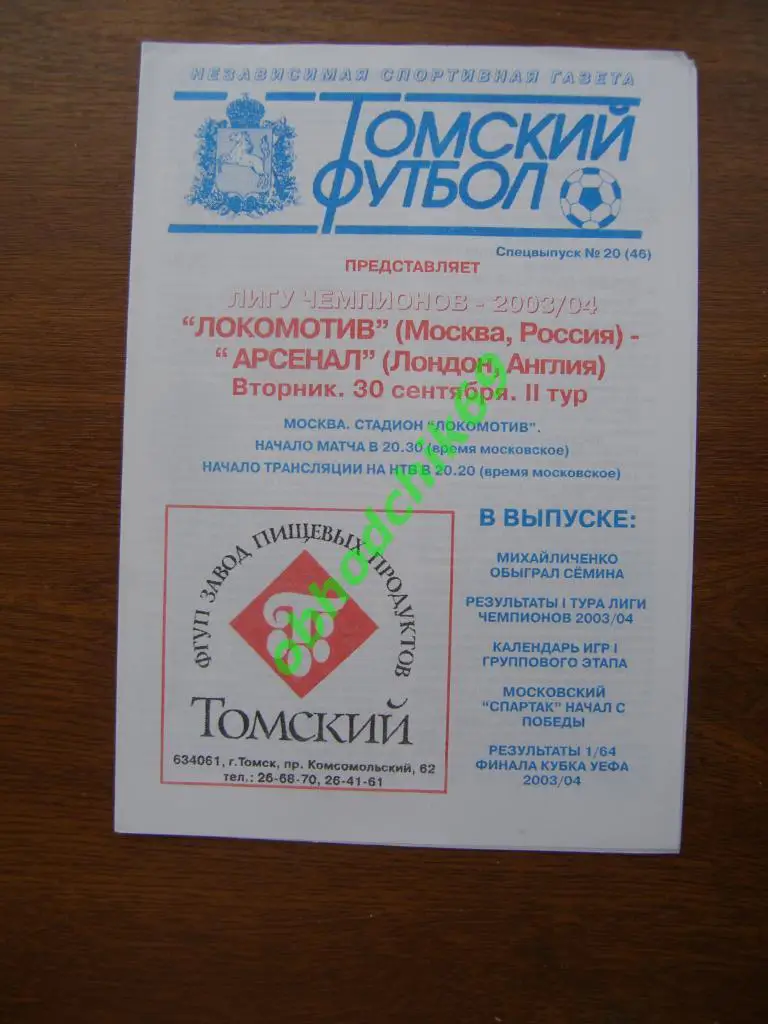 НЕЗАВИСИМАЯ СПОРТИВНАЯ ГАЗЕТА
ТОМСКИЙ
ФУТБОЛ
Спецвыпуск № 20 (46)
ПРЕДСТАВЛЯЕТ
ЛИГУ ЧЕМПИОНОВ - 2003/04
"ЛОКОМОТИВ" (Москва, Россия) -
" АРСЕНАЛ" (Лондон, Англия)
Вторник. 30 сентября. II тур
МОСКВА. СТАДИОН "ЛОКОМОТИВ".
НАЧАЛО МАТЧА В 20.30 (время московское)
НАЧАЛО ТРАНСЛЯЦИИ НА НТВ В 20.20 (время московское)
ФГУП ЗАВОД ПИЩЕВЫХ ПРОДУКТОВ
ТОМСКИЙ
634061, г.Томск, пр. Комсомольский, 62
тел.: 26-68-70, 26-41-61
В ВЫПУСКЕ:
МИХАЙЛИЧЕНКО
ОБЫГРАЛ СЁМИНА
РЕЗУЛЬТАТЫ I ТУРА ЛИГИ
ЧЕМПИОНОВ 2003/04
КАЛЕНДАРЬ ИГР I
ГРУППОВОГО ЭТАПА
МОСКОВСКИЙ
"СПАРТАК" НАЧАЛ С
ПОБЕДЫ
РЕЗУЛЬТАТЫ 1/64
ФИНАЛА КУБКА УЕФА
2003/04
obhodchik69